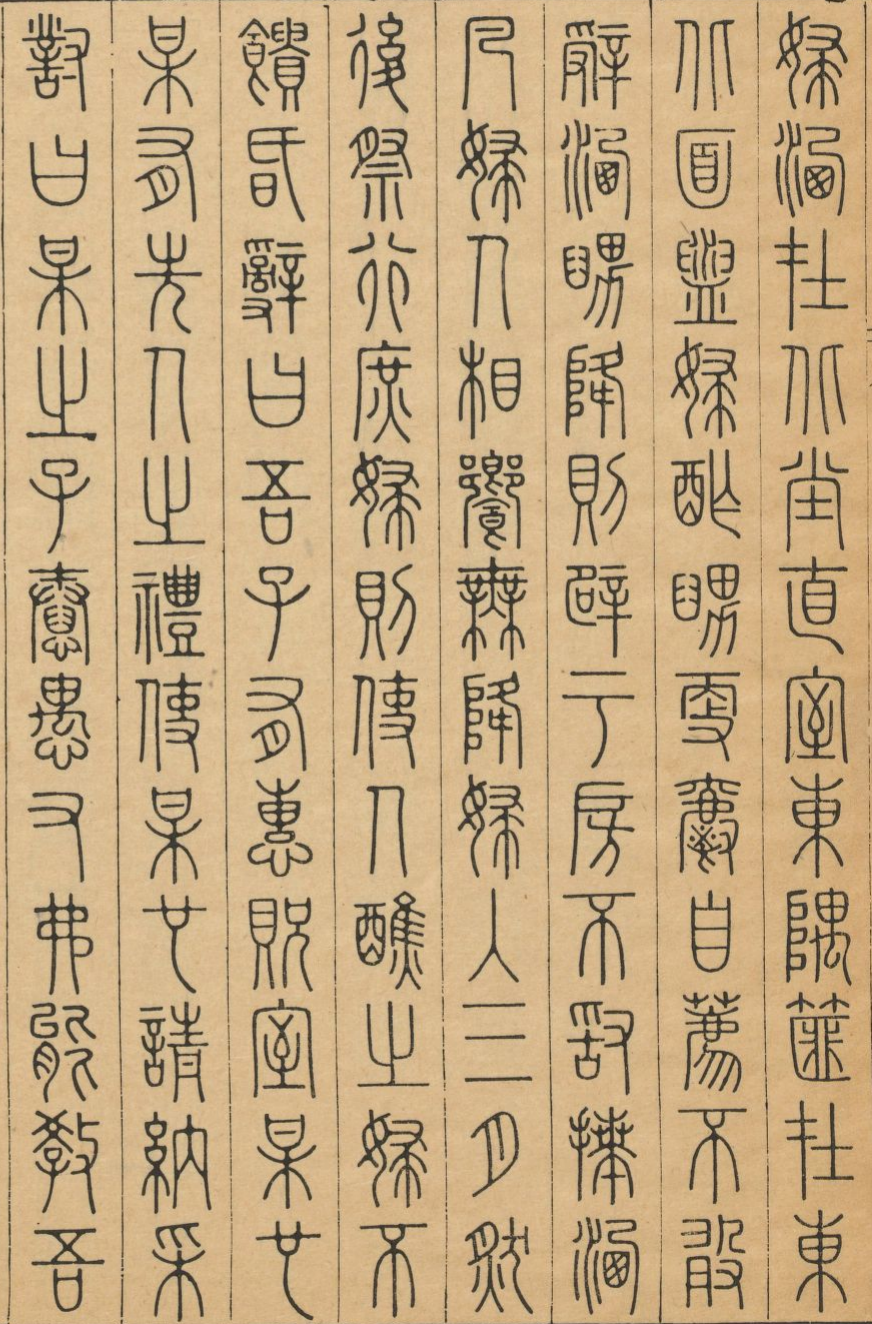 婦洗在北堂直室東隅篚在東
北面盥婦酢舅更爵自薦不敢
辭洗舅降則辟于房不敢拜洗
凡婦人相饗無降婦入三月然
後祭行庶婦則使人醮之婦不
饋昏辭曰吾子有惠貺室某也
某有先人之禮使某也請納采
對曰某之子惷愚又弗能教吾